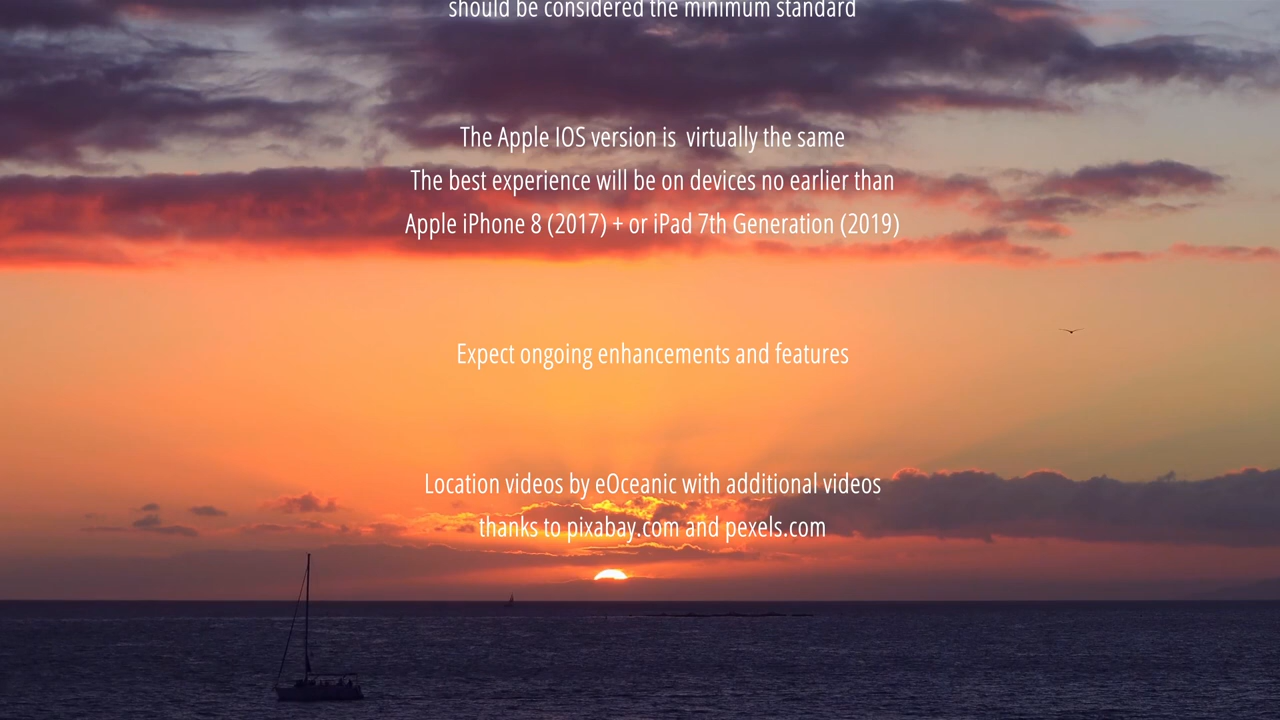 should be considered the minimum standard
The Apple IOS version is  virtually the same
The best experience will be on devices no earlier than
Apple iPhone 8 (2017) + or iPad 7th Generation (2019)
Expect ongoing enhancements and features
Location videos by eOceanic with additional videos
thanks to pixabay.com and pexels.com